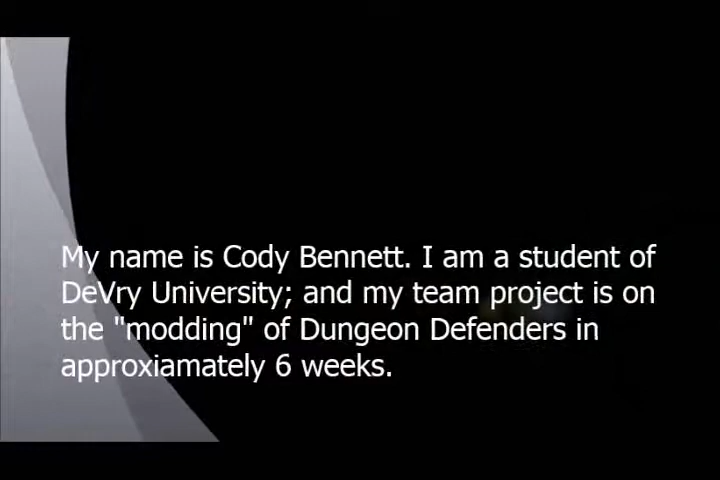 My name is Cody Bennett. I am a student of
DeVry University; and my team project is on
the "modding" of Dungeon Defenders in
approxiamately 6 weeks.